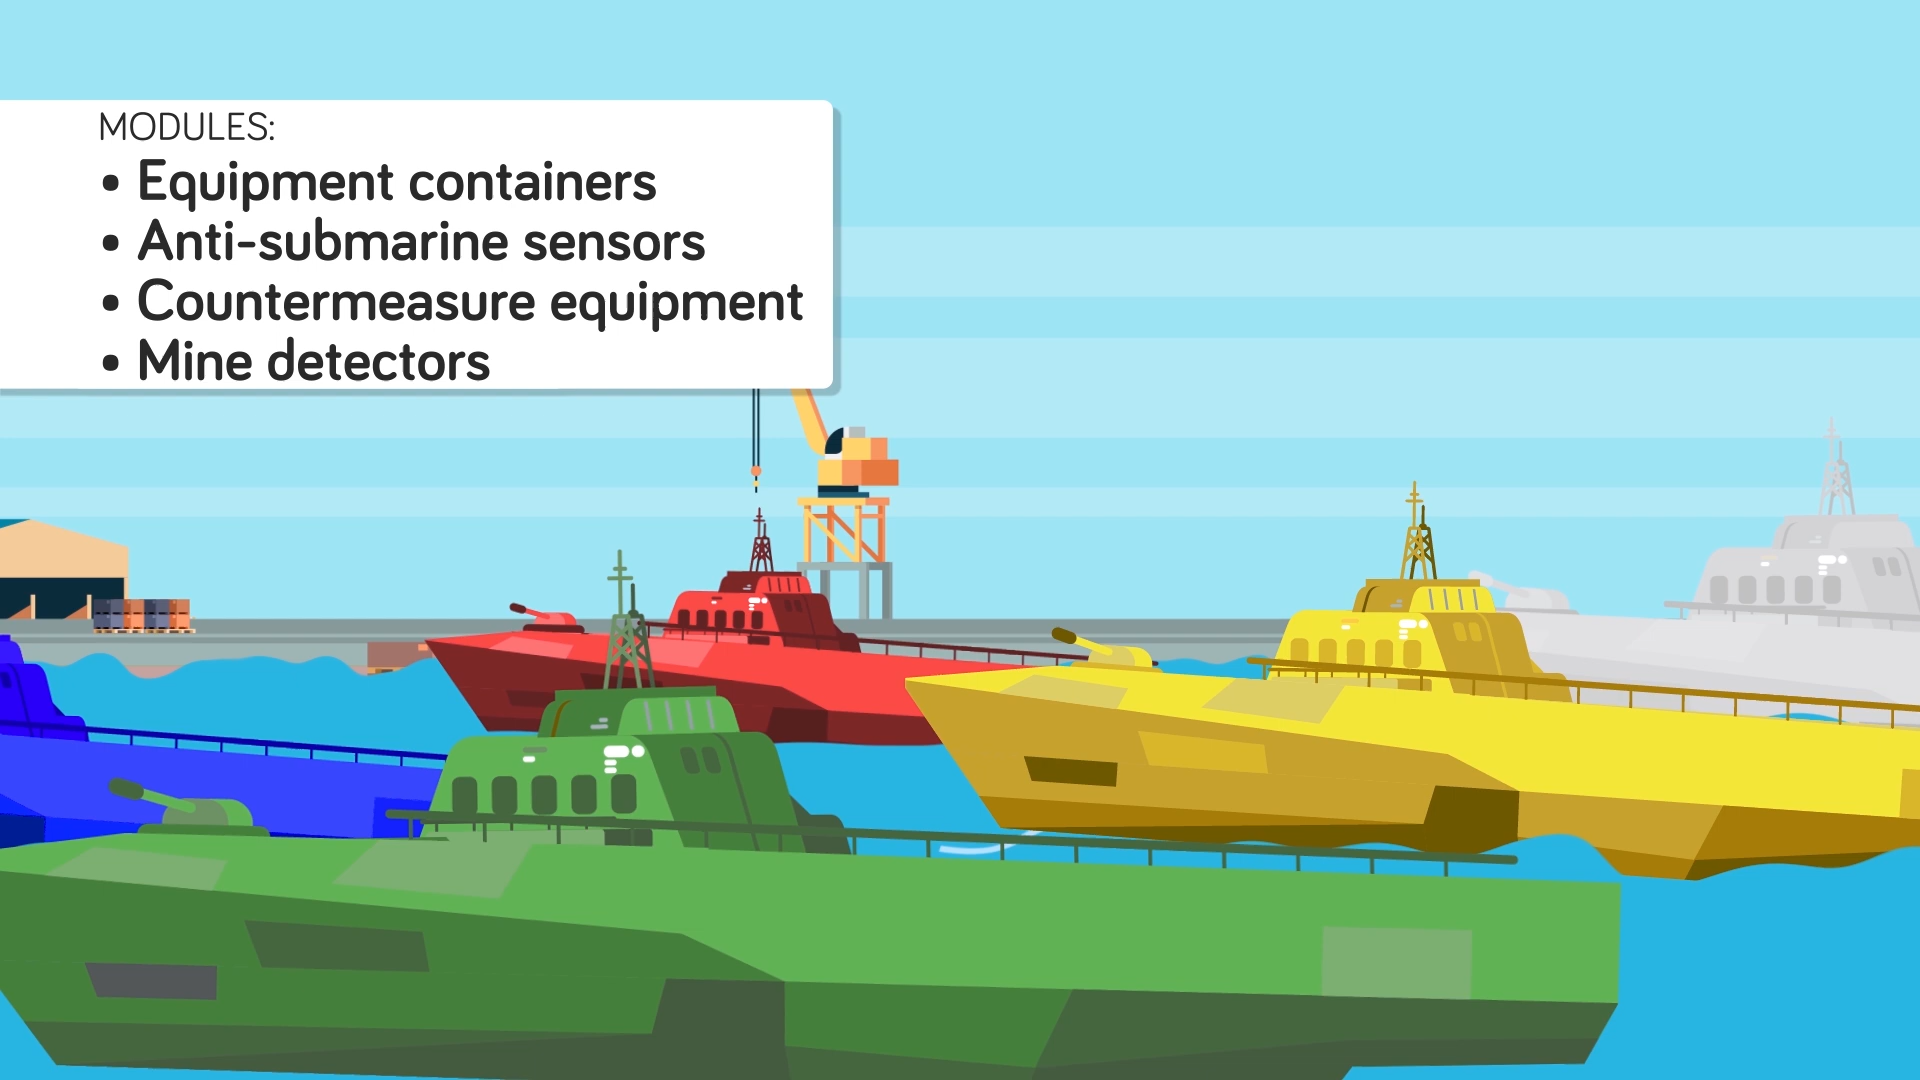 MODULES:
• Equipment containers
• Anti-submarine sensors
• Countermeasure equipment
• Mine detectors